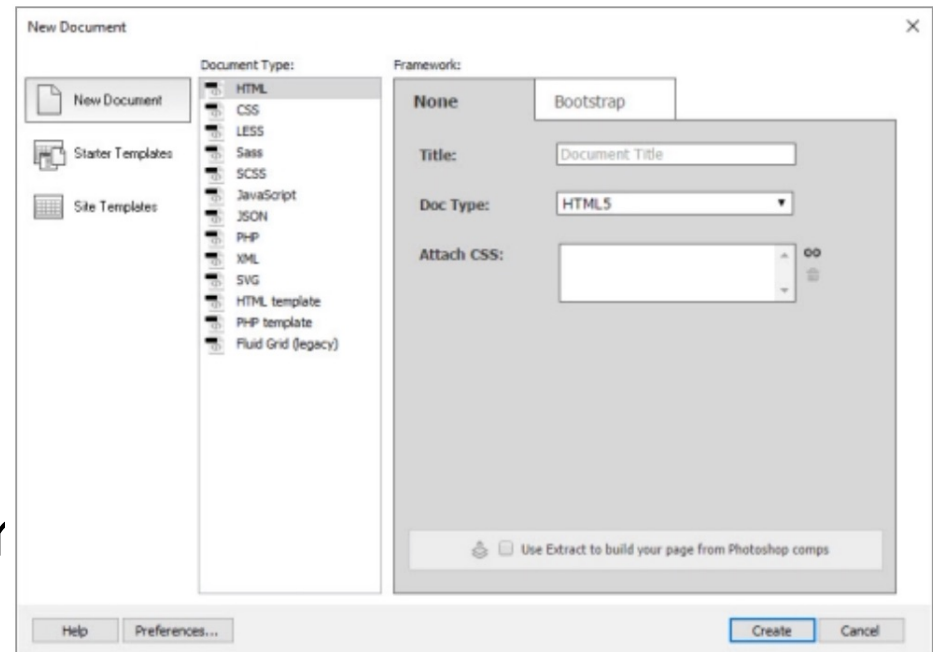 New Document
Document Type:
Framework:
New Document
Starter Templates
Site Templates
HTML
CSS
LESS
Sass
SCSS
JavaScript
JSON
PHP
XML
SVG
HTML template
PHP template
Fluid Grid (legacy)
None
Bootstrap
Title:
Document Title
Doc Type:
HTML5
Attach CSS:
Use Extract to build your page from Photoshop comps
Help
Preferences...
Create
Cancel